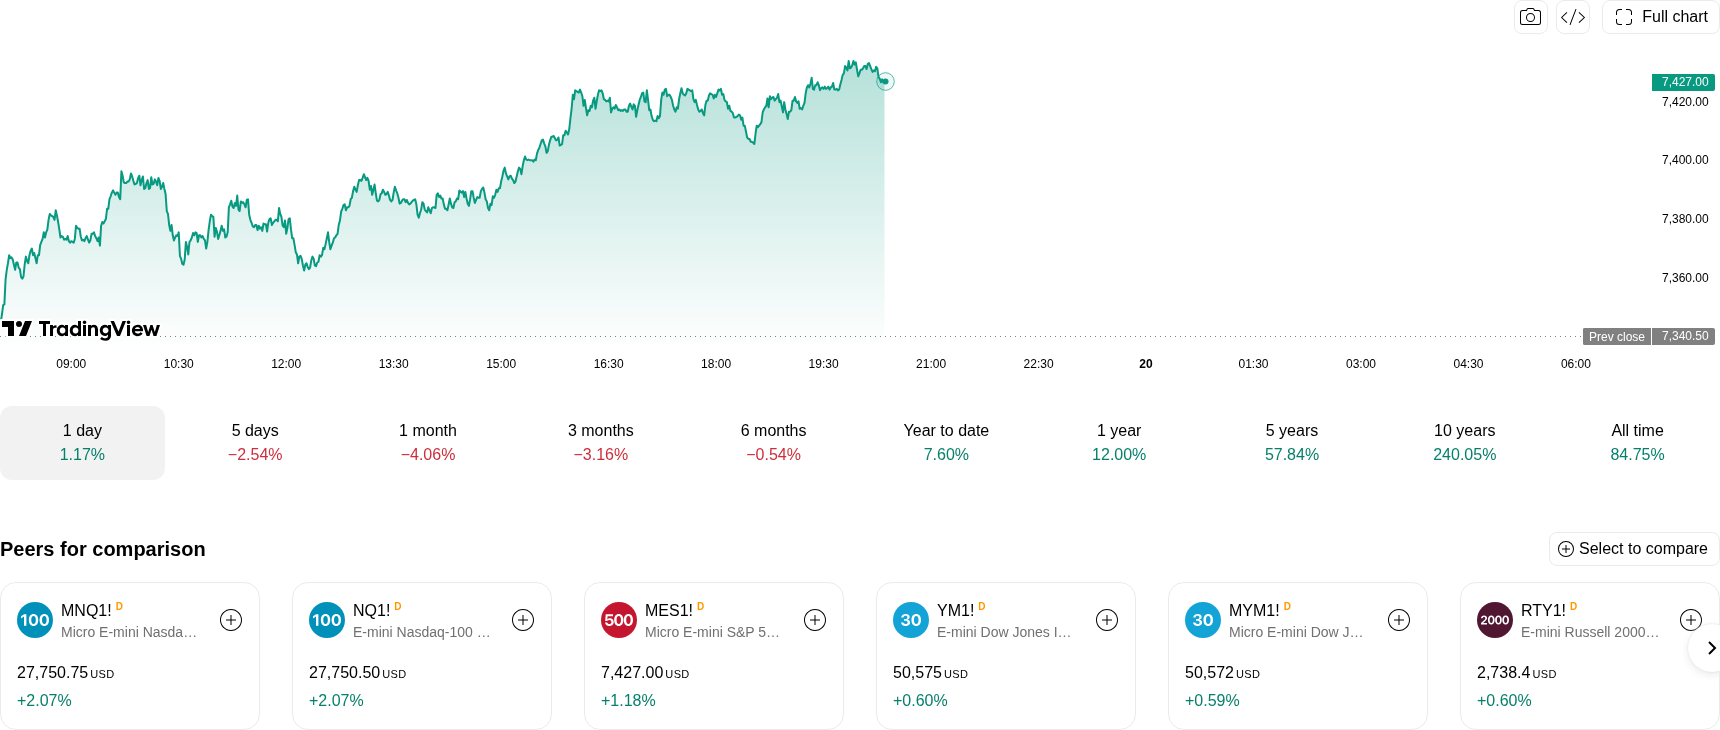 Full chart
7,427.00
7,420.00
7,400.00
7,380.00
7,360.00
TradingView
Prev close 7,340.50
09:00 10:30 12:00 13:30 15:00 16:30 18:00 19:30 21:00 22:30 20 01:30 03:00 04:30 06:00
1 day 5 days 1 month 3 months 6 months Year to date 1 year 5 years 10 years All time
1.17% −2.54% −4.06% −3.16% −0.54% 7.60% 12.00% 57.84% 240.05% 84.75%
Peers for comparison
Select to compare
100 MNQ1! D
Micro E-mini Nasda…
27,750.75 USD
+2.07%
100 NQ1! D
E-mini Nasdaq-100 …
27,750.50 USD
+2.07%
500 MES1! D
Micro E-mini S&P 5…
7,427.00 USD
+1.18%
30 YM1! D
E-mini Dow Jones I…
50,575 USD
+0.60%
30 MYM1! D
Micro E-mini Dow J…
50,572 USD
+0.59%
2000 RTY1! D
E-mini Russell 2000…
2,738.4 USD
+0.60%